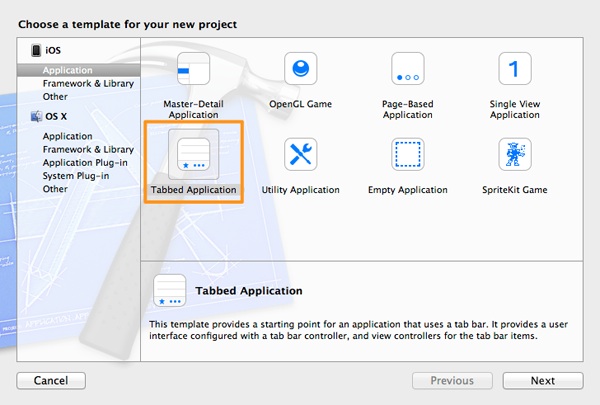 Choose a template for your new project
iOS
Application
Framework & Library
Other
OS X
Application
Framework & Library
Application Plug-in
System Plug-in
Other
Master-Detail
Application
OpenGL Game
Page-Based
Application
1
Single View
Application
Tabbed Application
Utility Application
Empty Application
SpriteKit Game
Tabbed Application
This template provides a starting point for an application that uses a tab bar. It provides a user
interface configured with a tab bar controller, and view controllers for the tab bar items.
Cancel
Previous
Next